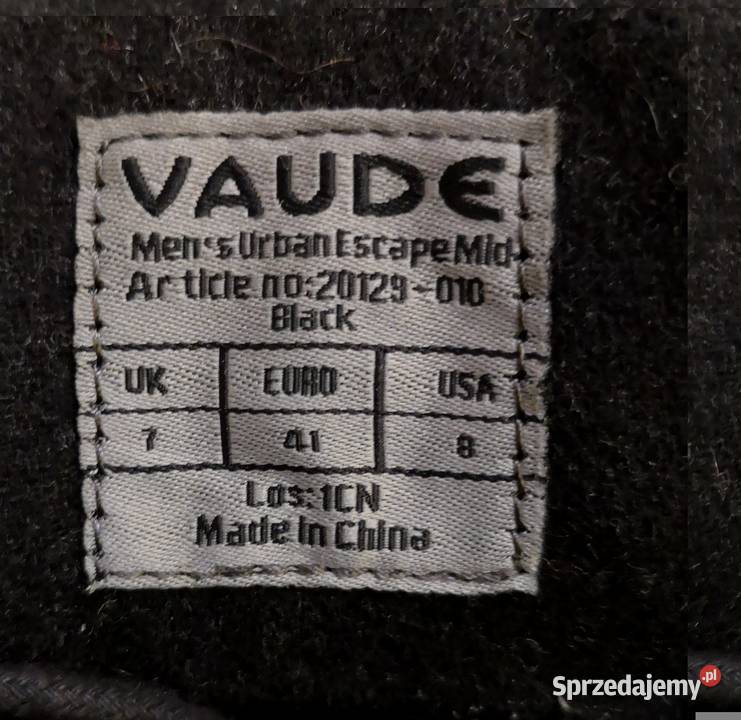 VAUDE
Men's Urban Escape Mid
Article no:20129-010
Black
UK EURO USA
7 41 8
Los:1CN
Made in China
Sprzedajemy.pl